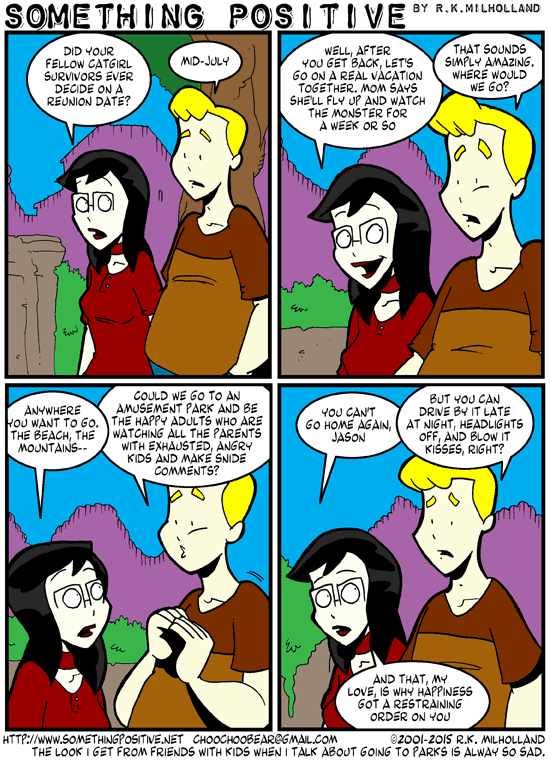 SOMETHING POSITIVE BY R.K.MILHOLLAND
DID YOUR
FELLOW CATGIRL
SURVIVORS EVER
DECIDE ON A
REUNION DATE?
MID-JULY
WELL, AFTER
YOU GET BACK, LET'S
GO ON A REAL VACATION
TOGETHER. MOM SAYS
SHE'LL FLY UP AND WATCH
THE MONSTER FOR
A WEEK OR SO
THAT SOUNDS
SIMPLY AMAZING.
WHERE WOULD
WE GO?
ANYWHERE
YOU WANT TO GO.
THE BEACH, THE
MOUNTAINS--
COULD WE GO TO AN
AMUSEMENT PARK AND BE
THE HAPPY ADULTS WHO ARE
WATCHING ALL THE PARENTS
WITH EXHAUSTED, ANGRY
KIDS AND MAKE SNIDE
COMMENTS?
YOU CAN'T
GO HOME AGAIN,
JASON
BUT YOU CAN
DRIVE BY IT LATE
AT NIGHT, HEADLIGHTS
OFF, AND BLOW IT
KISSES, RIGHT?
AND THAT, MY
LOVE, IS WHY HAPPINESS
GOT A RESTRAINING
ORDER ON YOU
HTTP://WWW.SOMETHINGPOSITIVE.NET CHOOCHOOBEAR@GMAIL.COM ©2001-2015 R.K. MILHOLLAND
THE LOOK I GET FROM FRIENDS WITH KIDS WHEN I TALK ABOUT GOING TO PARKS IS ALWAY SO SAD.